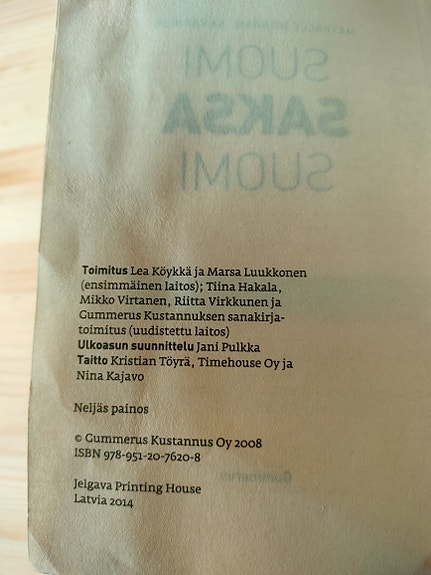 SUOMI
SAKSA
SUOMI
Toimitus Lea Köykkä ja Marsa Luukkonen
(ensimmäinen laitos); Tiina Hakala,
Mikko Virtanen, Riitta Virkkunen ja
Gummerus Kustannuksen sanakirja-
toimitus (uudistettu laitos)
Ulkoasun suunnittelu Jani Pulkka
Taitto Kristian Töyrä, Timehouse Oy ja
Nina Kajavo
Neljäs painos
© Gummerus Kustannus Oy 2008
ISBN 978-951-20-7620-8
Gummerus
Jelgava Printing House
Latvia 2014